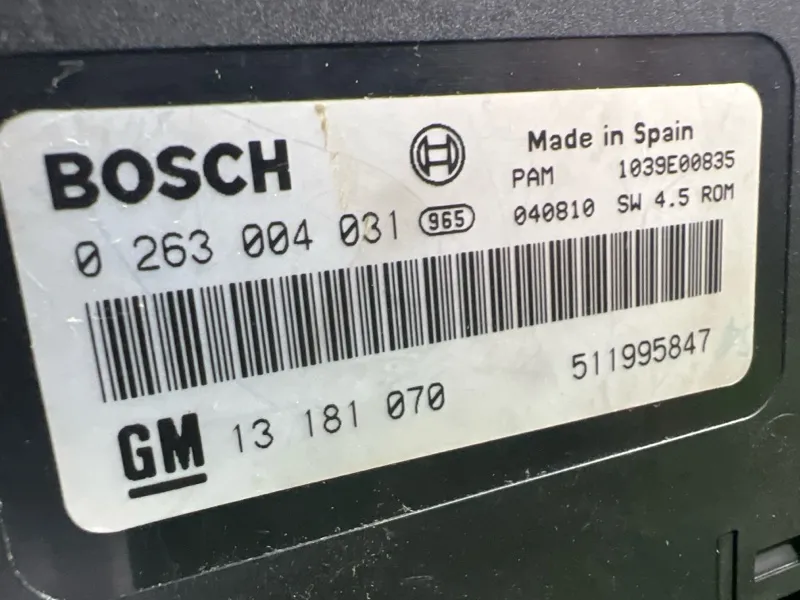 BOSCH
Made in Spain
PAM 1039E00835
0 263 004 031 965 040810 SW 4.5 ROM
511995847
GM 13 181 070